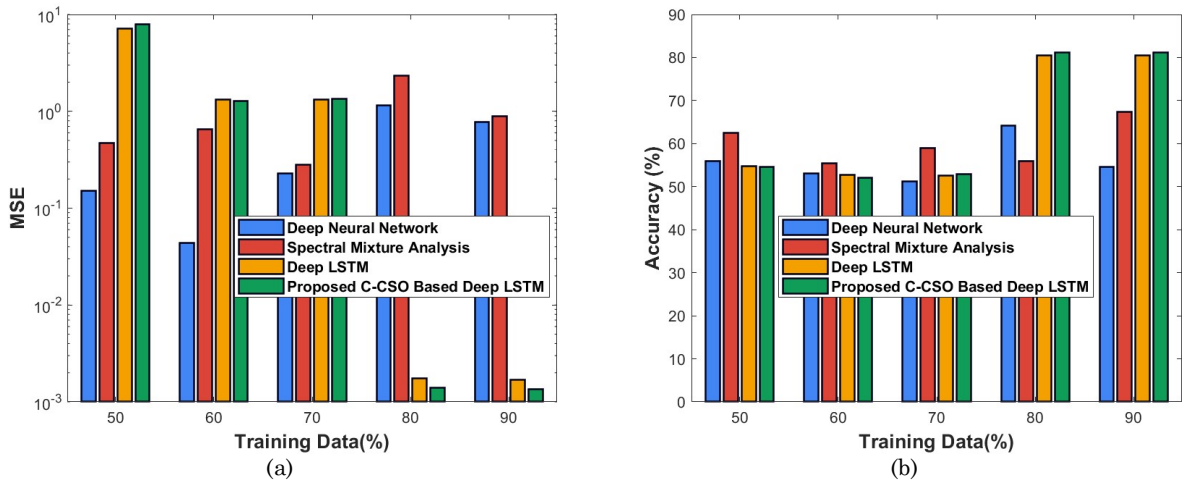 10^1
10^0
10^-1
10^-2
10^-3
MSE
50 60 70 80 90
Training Data(%)
Deep Neural Network
Spectral Mixture Analysis
Deep LSTM
Proposed C-CSO Based Deep LSTM
(a)
90
80
70
60
50
40
30
20
10
0
Accuracy (%)
50 60 70 80 90
Training Data(%)
Deep Neural Network
Spectral Mixture Analysis
Deep LSTM
Proposed C-CSO Based Deep LSTM
(b)